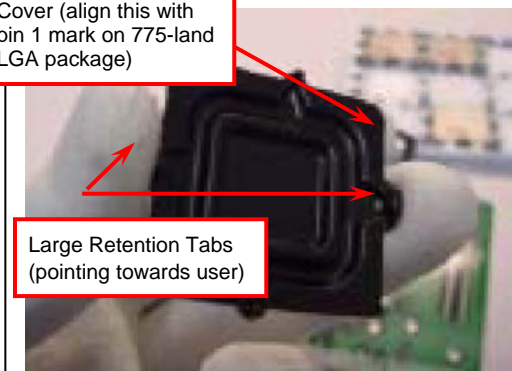 Cover (align this with
pin 1 mark on 775-land
LGA package)
Large Retention Tabs
(pointing towards user)